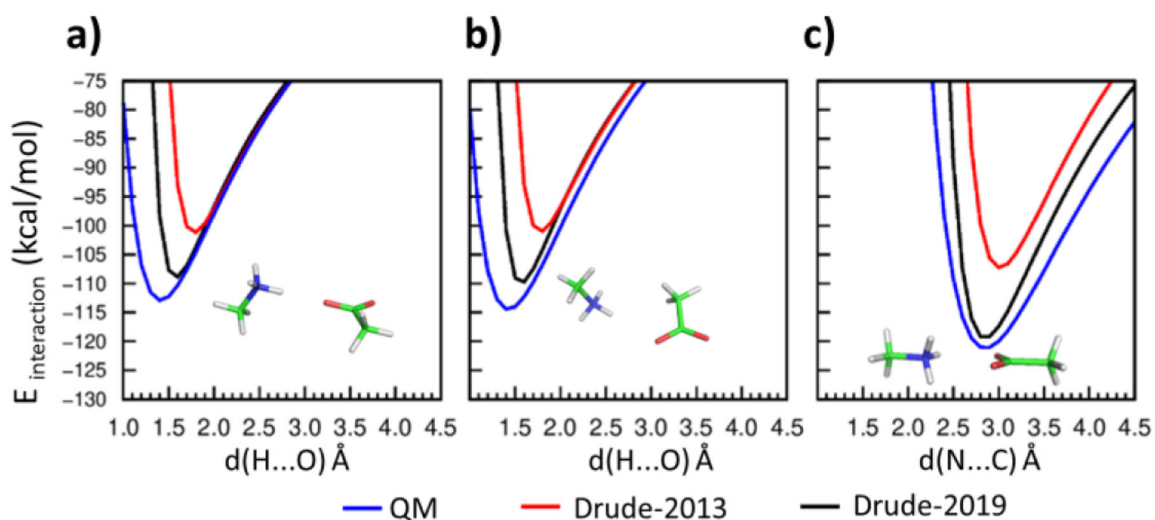 a) b) c)
−75
−80
−85
−90
−95
−100
−105
−110
−115
−120
−125
−130
E interaction (kcal/mol)
1.0 1.5 2.0 2.5 3.0 3.5 4.0 4.5 1.5 2.0 2.5 3.0 3.5 4.0 4.5 1.5 2.0 2.5 3.0 3.5 4.0 4.5
d(H...O) Å d(H...O) Å d(N...C) Å
QM Drude-2013 Drude-2019